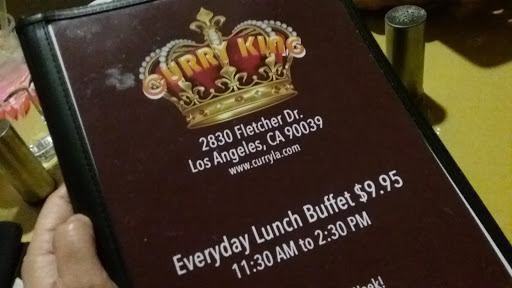 CURRY KING
2830 Fletcher Dr.
Los Angeles, CA 90039
www.curryla.com
Everyday Lunch Buffet $9.95
11:30 AM to 2:30 PM